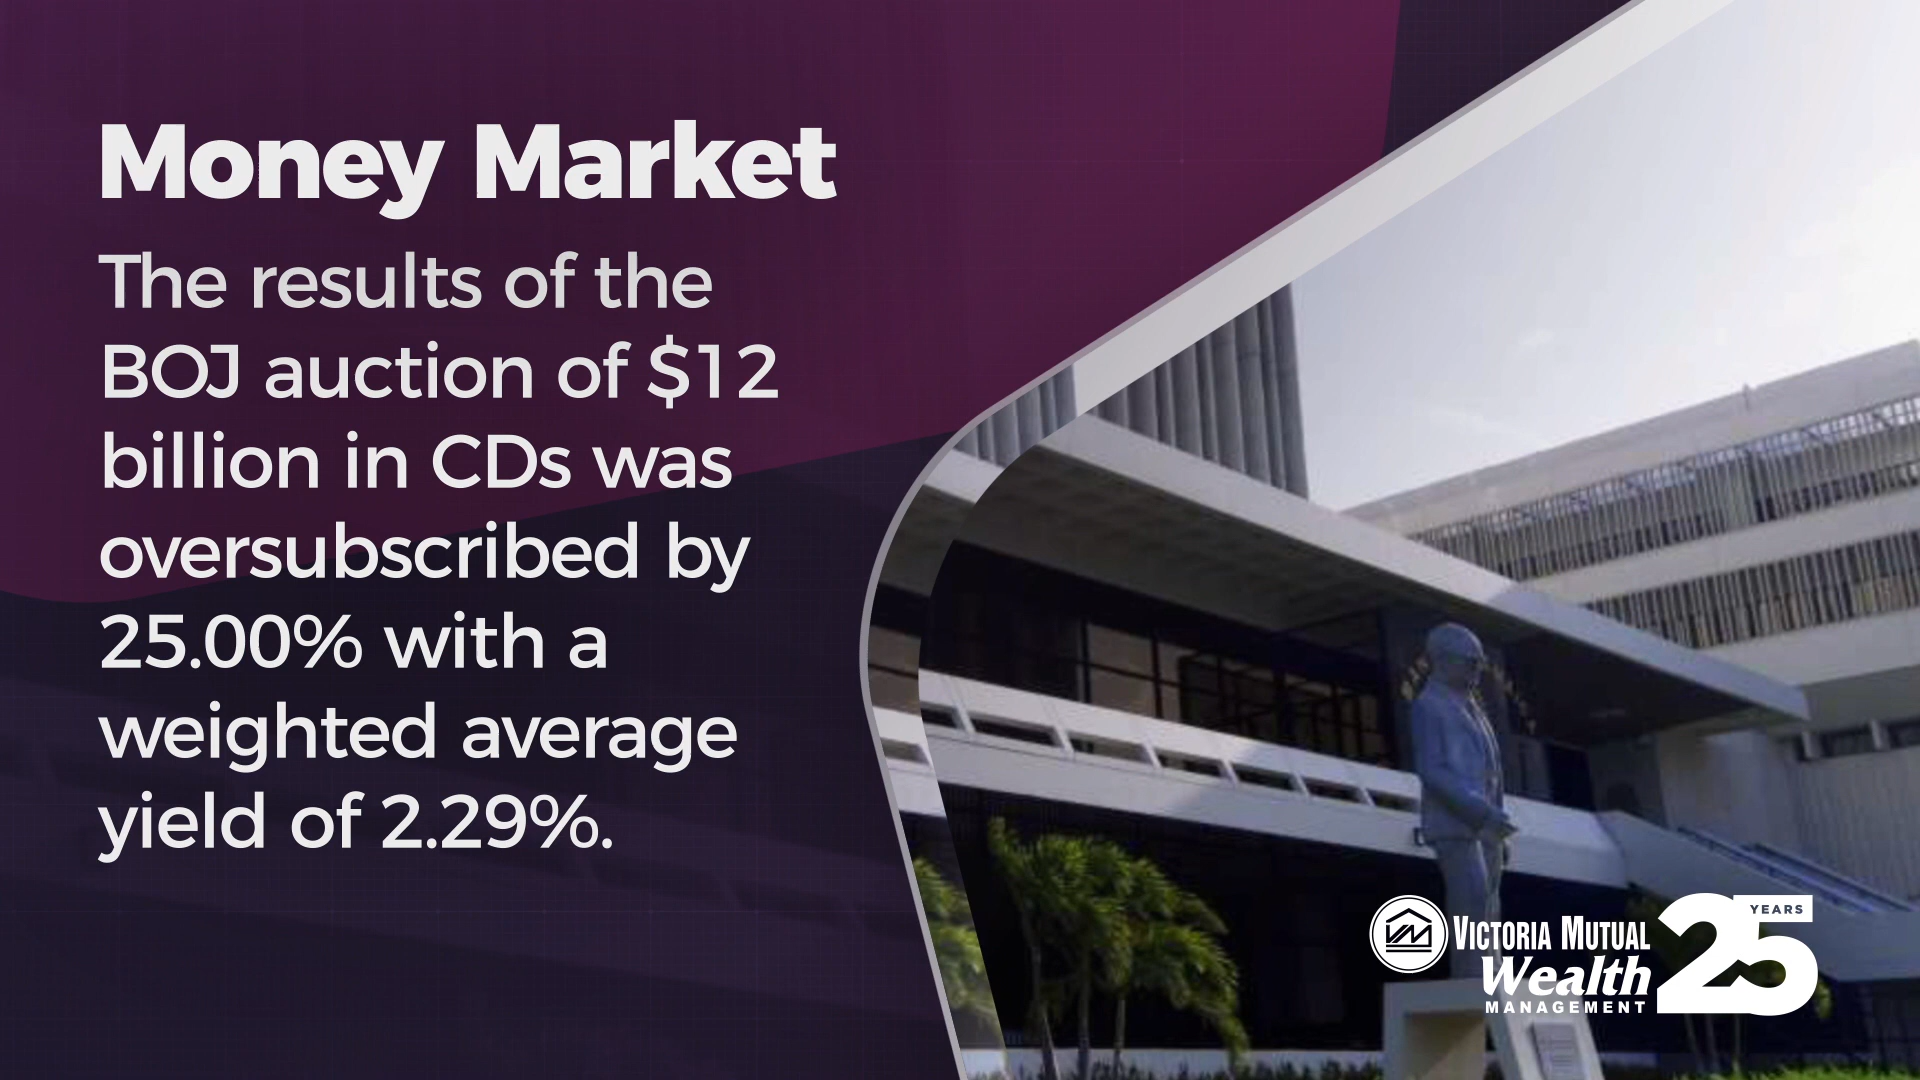 Money Market
The results of the
BOJ auction of $12
billion in CDs was
oversubscribed by
25.00% with a
weighted average
yield of 2.29%.
VM
VICTORIA MUTUAL
Wealth
MANAGEMENT
25
YEARS